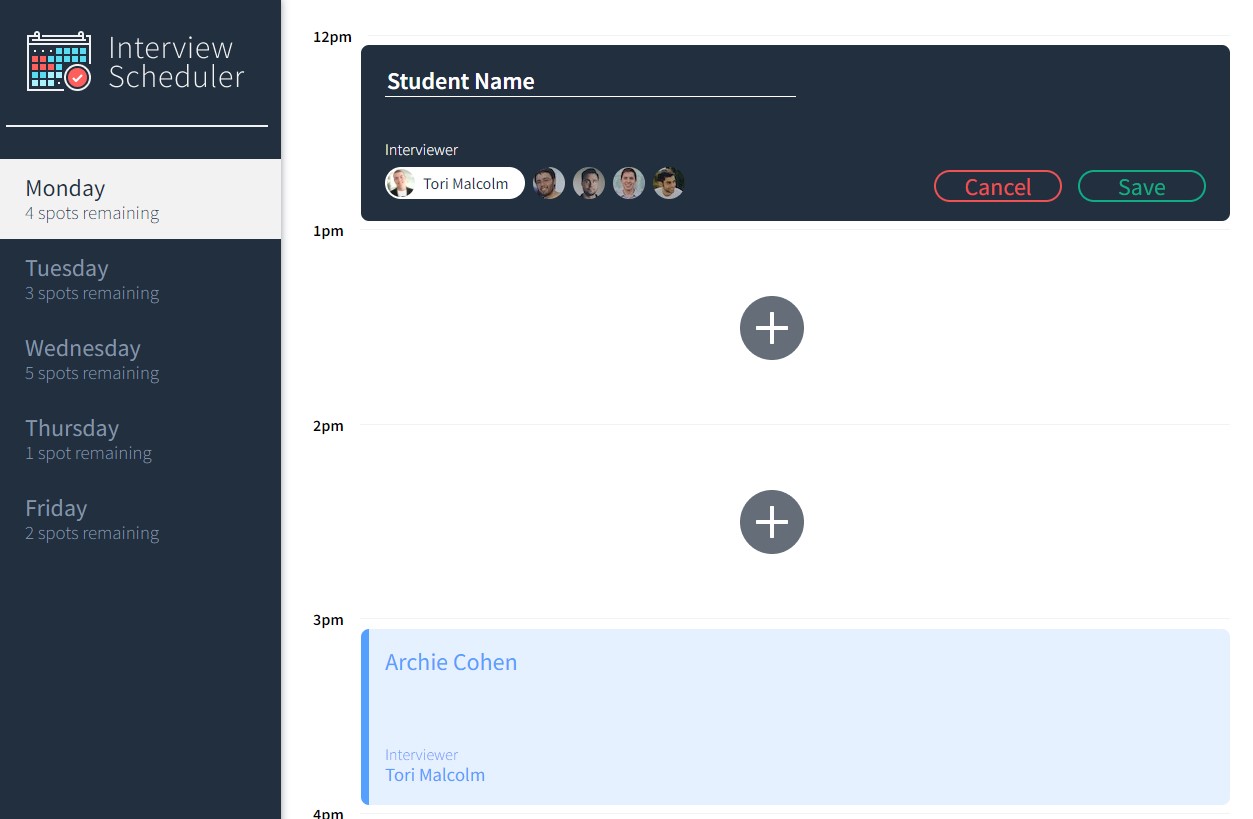 Interview
Scheduler
Monday
4 spots remaining
Tuesday
3 spots remaining
Wednesday
5 spots remaining
Thursday
1 spot remaining
Friday
2 spots remaining
12pm
Student Name
Interviewer
Tori Malcolm
Cancel
Save
1pm
2pm
3pm
Archie Cohen
Interviewer
Tori Malcolm
4pm